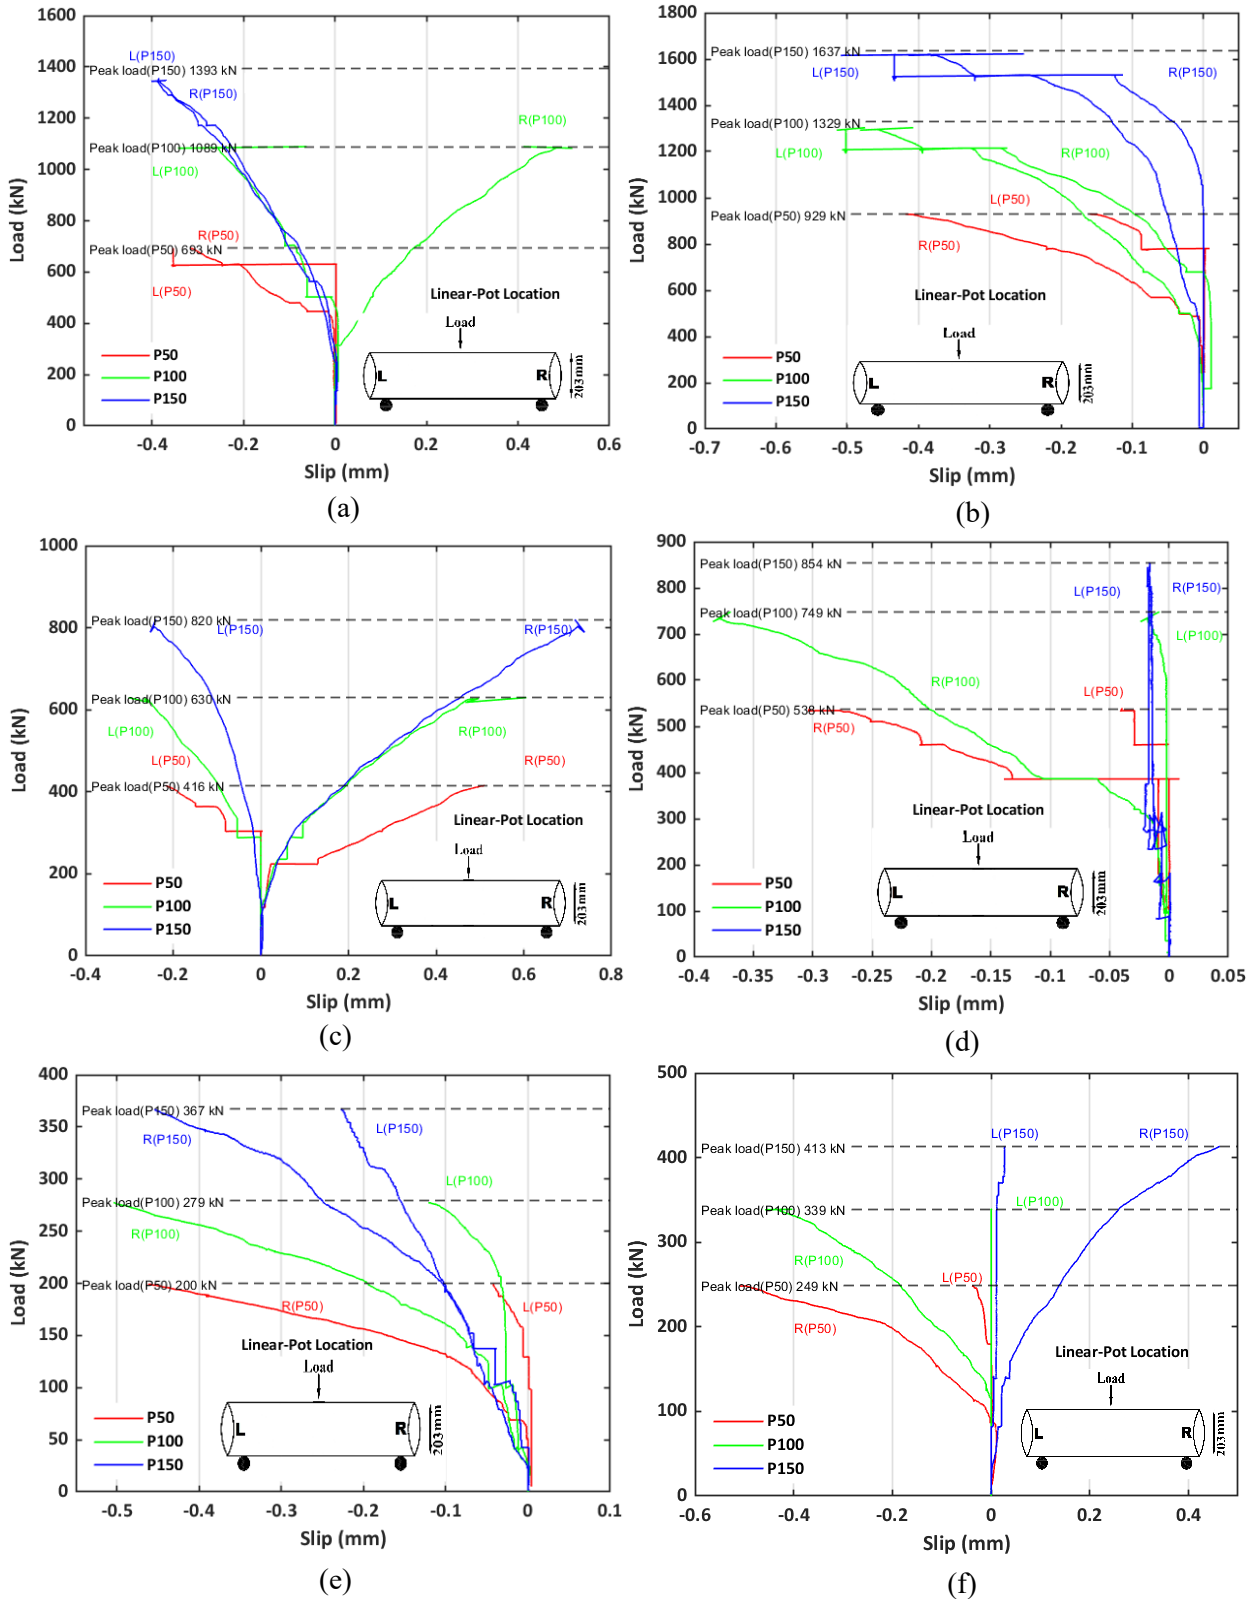 1600
1400
1200
1000
800
600
400
200
0
Load (kN)
L(P150)
Peak load(P150) 1393 kN
R(P150)
R(P100)
Peak load(P100) 1089 kN
L(P100)
R(P50)
Peak load(P50) 693 kN
L(P50)
Linear-Pot Location
Load
L
R
203 mm
P50
P100
P150
-0.4
-0.2
0
0.2
0.4
0.6
Slip (mm)
(a)
1800
1600
1400
1200
1000
800
600
400
200
0
Load (kN)
Peak load(P150) 1637 kN
L(P150)
R(P150)
Peak load(P100) 1329 kN
L(P100)
R(P100)
L(P50)
Peak load(P50) 929 kN
R(P50)
Linear-Pot Location
Load
L
R
203 mm
P50
P100
P150
-0.7
-0.6
-0.5
-0.4
-0.3
-0.2
-0.1
0
Slip (mm)
(b)
1000
800
600
400
200
0
Load (kN)
Peak load(P150) 820 kN
L(P150)
R(P150)
Peak load(P100) 630 kN
L(P100)
R(P100)
L(P50)
R(P50)
Peak load(P50) 416 kN
Linear-Pot Location
Load
L
R
203 mm
P50
P100
P150
-0.4
-0.2
0
0.2
0.4
0.6
0.8
Slip (mm)
(c)
900
800
700
600
500
400
300
200
100
0
Load (kN)
Peak load(P150) 854 kN
L(P150)
R(P150)
Peak load(P100) 749 kN
L(P100)
R(P100)
L(P50)
Peak load(P50) 538 kN
R(P50)
Linear-Pot Location
Load
L
R
203 mm
P50
P100
P150
-0.4
-0.35
-0.3
-0.25
-0.2
-0.15
-0.1
-0.05
0
0.05
Slip (mm)
(d)
400
350
300
250
200
150
100
50
0
Load (kN)
Peak load(P150) 367 kN
R(P150)
L(P150)
L(P100)
Peak load(P100) 279 kN
R(P100)
Peak load(P50) 200 kN
R(P50)
L(P50)
Linear-Pot Location
Load
L
R
203 mm
P50
P100
P150
-0.5
-0.4
-0.3
-0.2
-0.1
0
0.1
Slip (mm)
(e)
500
400
300
200
100
0
Load (kN)
L(P150)
R(P150)
Peak load(P150) 413 kN
L(P100)
Peak load(P100) 339 kN
R(P100)
L(P50)
Peak load(P50) 249 kN
R(P50)
Linear-Pot Location
Load
L
R
203 mm
P50
P100
P150
-0.6
-0.4
-0.2
0
0.2
0.4
Slip (mm)
(f)